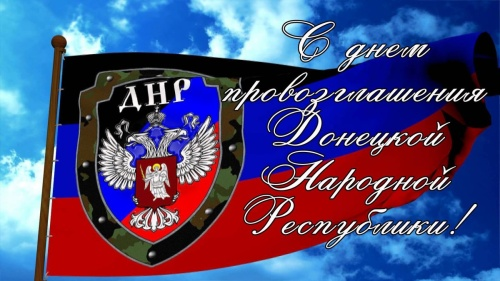 ДНР
С днем
провозглашения
Донецкой
Народной
Республики!